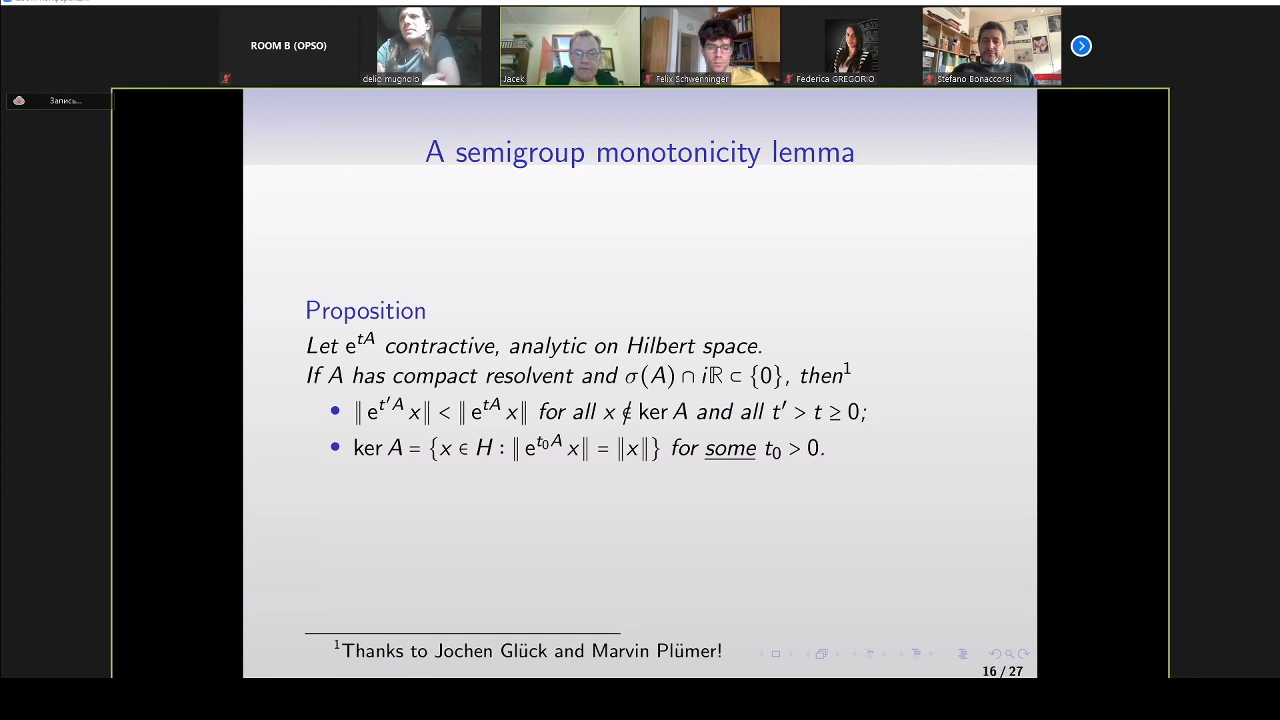 ROOM B (OPSO)
delio mugnolo
Jacek
Felix Schwenninger
Federica GREGORIO
Stefano Bonaccorsi
Запись...
A semigroup monotonicity lemma
Proposition
Let e^{tA} contractive, analytic on Hilbert space.
If A has compact resolvent and σ(A) ∩ iℝ ⊂ {0}, then¹
• ‖e^{t′A} x‖ < ‖e^{tA} x‖ for all x ∉ ker A and all t′ > t ≥ 0;
• ker A = {x ∈ H : ‖e^{t₀A} x‖ = ‖x‖} for some t₀ > 0.
¹Thanks to Jochen Glück and Marvin Plümer!
16 / 27